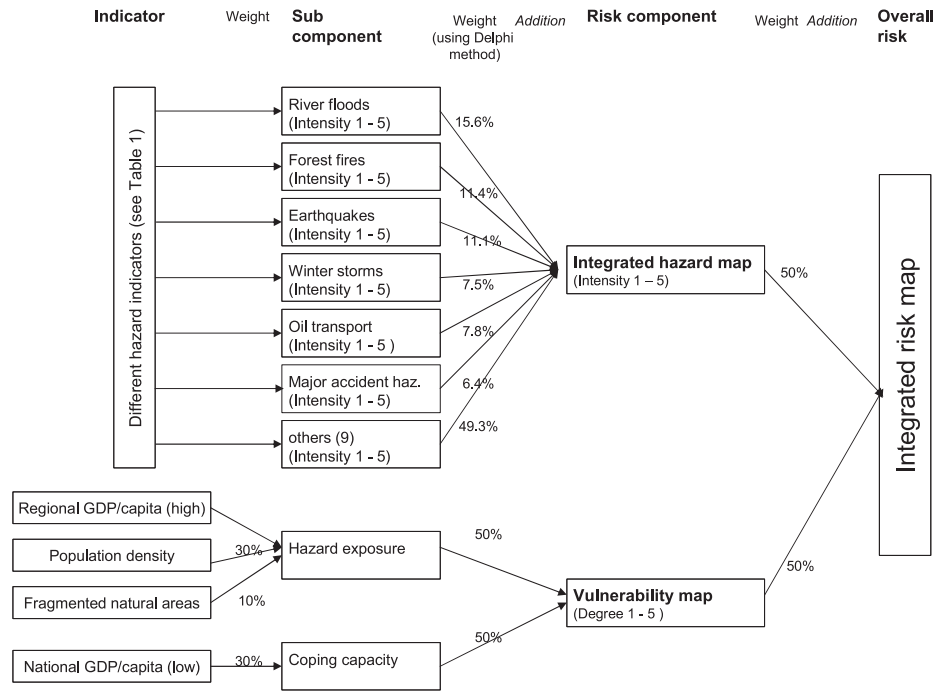 Indicator
Weight
Sub
component
Weight
(using Delphi
method)
Addition
Risk component
Weight
Addition
Overall
risk
Different hazard indicators (see Table 1)
River floods
(Intensity 1 - 5)
15.6%
Forest fires
(Intensity 1 - 5)
11.4%
Earthquakes
(Intensity 1 - 5)
11.1%
Winter storms
(Intensity 1 - 5)
7.5%
Oil transport
(Intensity 1 - 5 )
7.8%
Major accident haz.
(Intensity 1 - 5)
6.4%
others (9)
(Intensity 1 - 5)
49.3%
Integrated hazard map
(Intensity 1 – 5)
50%
Integrated risk map
Regional GDP/capita (high)
Population density
30%
Fragmented natural areas
10%
Hazard exposure
50%
National GDP/capita (low)
30%
Coping capacity
50%
Vulnerability map
(Degree 1 - 5 )
50%